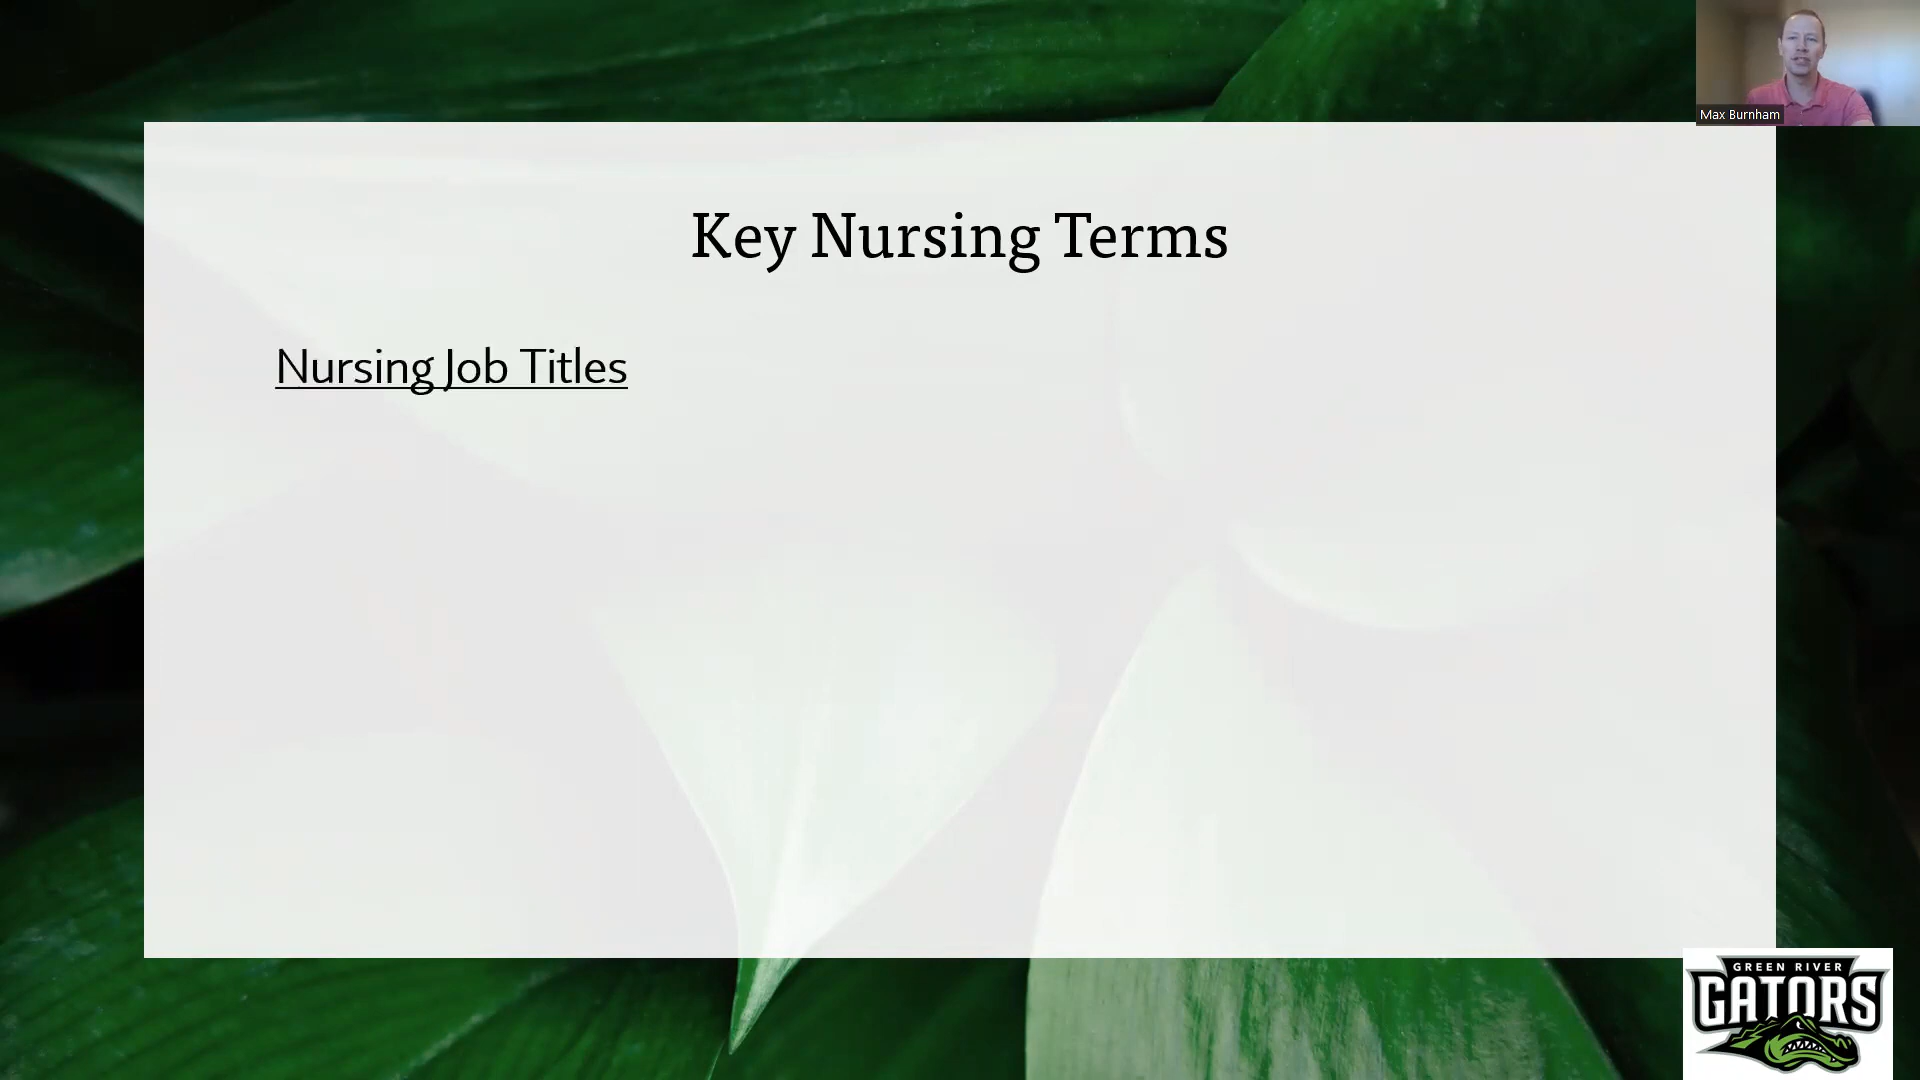 Max Burnham
Key Nursing Terms
Nursing Job Titles
GREEN RIVER
GATORS